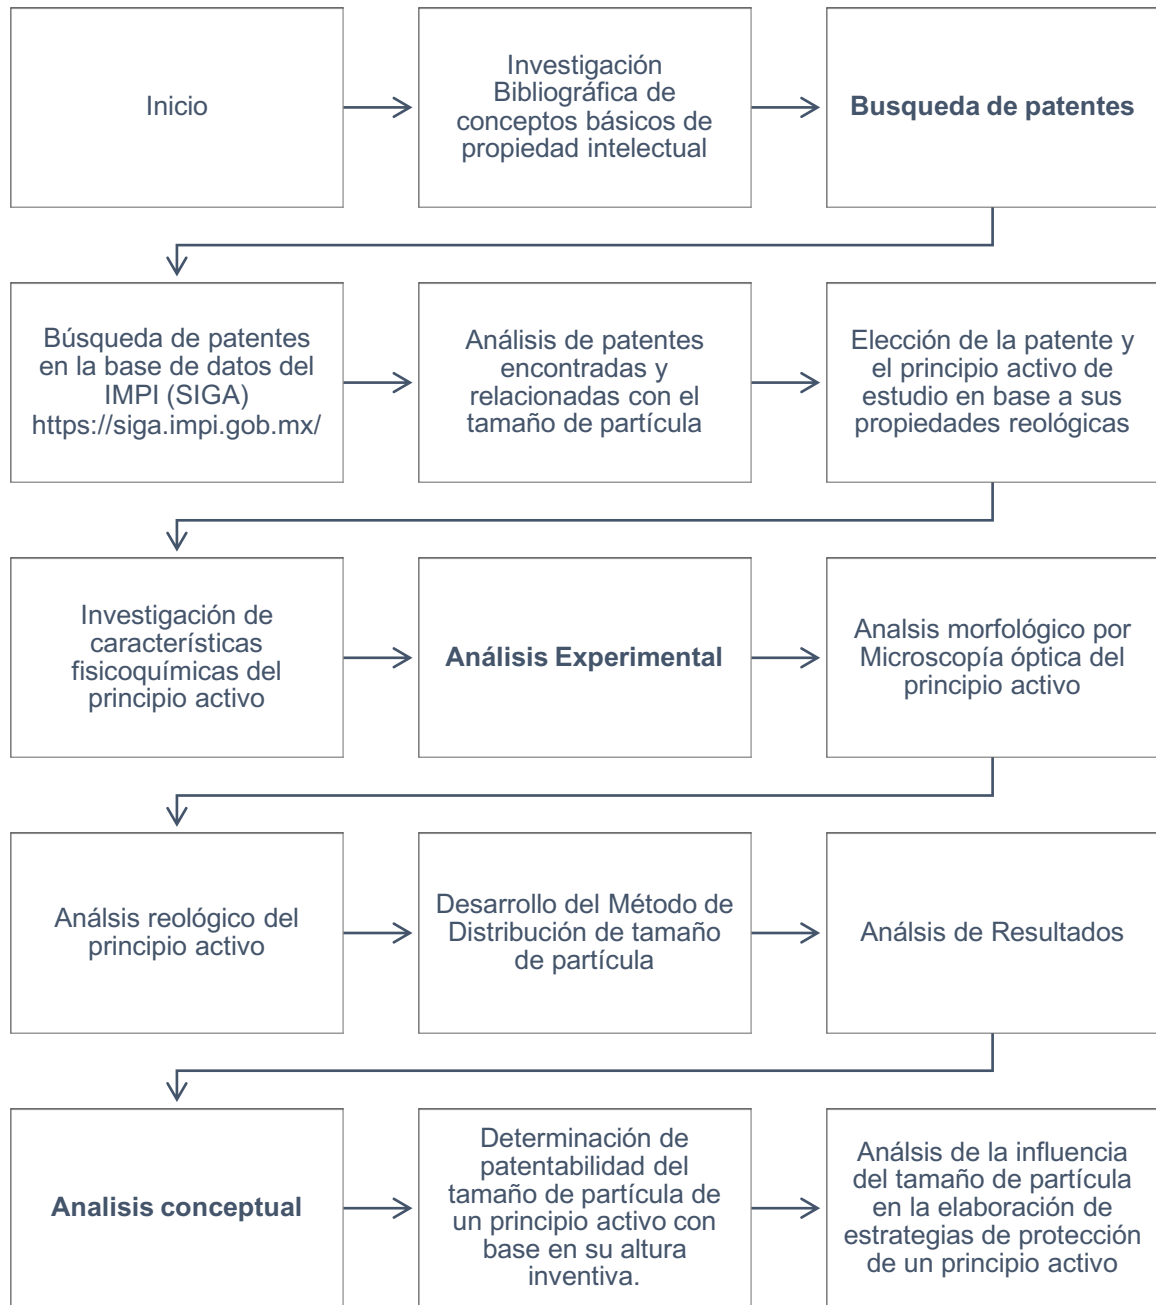 Inicio
Investigación
Bibliográfica de
conceptos básicos de
propiedad intelectual
Busqueda de patentes
Búsqueda de patentes
en la base de datos del
IMPI (SIGA)
https://siga.impi.gob.mx/
Análisis de patentes
encontradas y
relacionadas con el
tamaño de partícula
Elección de la patente y
el principio activo de
estudio en base a sus
propiedades reológicas
Investigación de
características
fisicoquímicas del
principio activo
Análisis Experimental
Analsis morfológico por
Microscopía óptica del
principio activo
Análsis reológico del
principio activo
Desarrollo del Método de
Distribución de tamaño
de partícula
Análsis de Resultados
Analisis conceptual
Determinación de
patentabilidad del
tamaño de partícula de
un principio activo con
base en su altura
inventiva.
Análsis de la influencia
del tamaño de partícula
en la elaboración de
estrategias de protección
de un principio activo